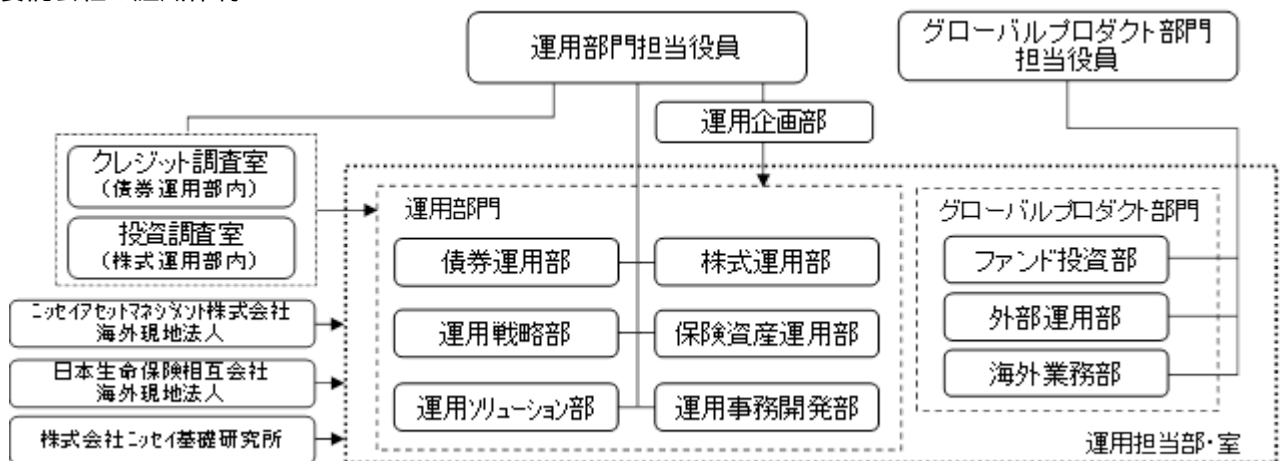 運用部門担当役員
グローバルプロダクト部門
担当役員
運用企画部
クレジット調査室
（債券運用部内）
投資調査室
（株式運用部内）
運用部門
グローバルプロダクト部門
債券運用部
株式運用部
ファンド投資部
ニッセイアセットマネジメント株式会社
海外現地法人
運用戦略部
保険資産運用部
外部運用部
日本生命保険相互会社
海外現地法人
海外業務部
運用ソリューション部
運用事務開発部
株式会社ニッセイ基礎研究所
運用担当部・室